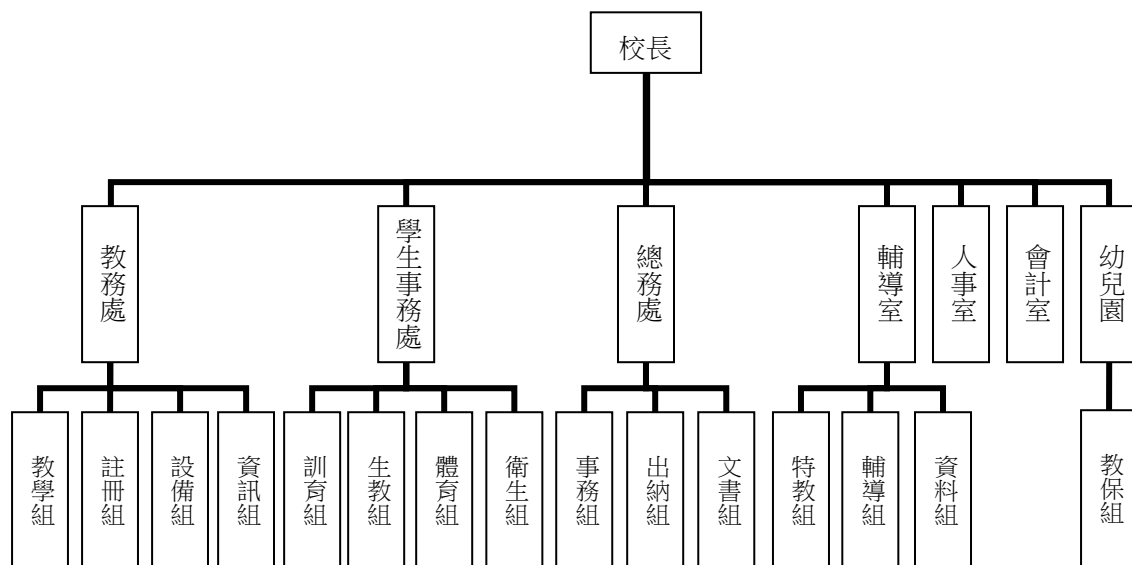 校長
教務處
學生事務處
總務處
輔導室
人事室
會計室
幼兒園
教學組
註冊組
設備組
資訊組
訓育組
生教組
體育組
衛生組
事務組
出納組
文書組
特教組
輔導組
資料組
教保組